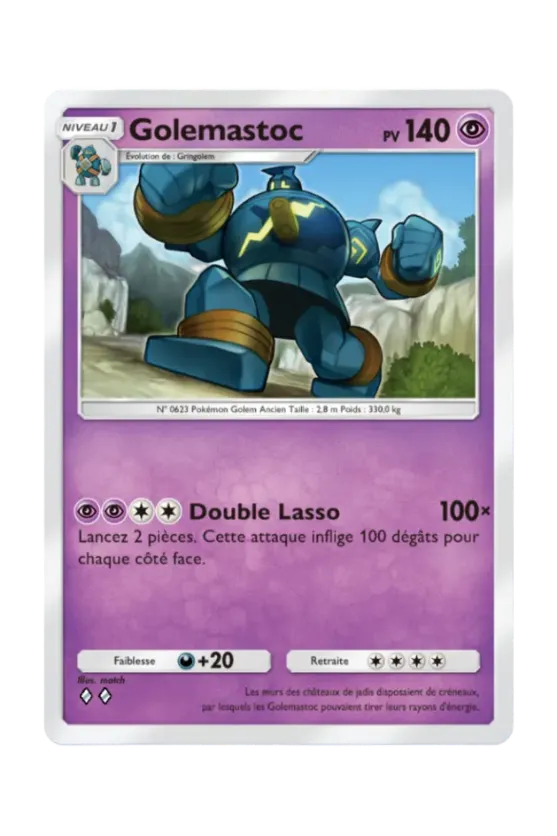 NIVEAU 1
Golemastoc
PV 140
Evolution de : Gringolem
N° 0623 Pokémon Golem Ancien Taille : 2,8 m Poids : 330,0 kg
Double Lasso 100×
Lancez 2 pièces. Cette attaque inflige 100 dégâts pour
chaque côté face.
Faiblesse +20
Retraite
Illus. match
Les murs des châteaux de jadis disposaient de créneaux,
par lesquels les Golemastoc pouvaient tirer leurs rayons d'énergie.